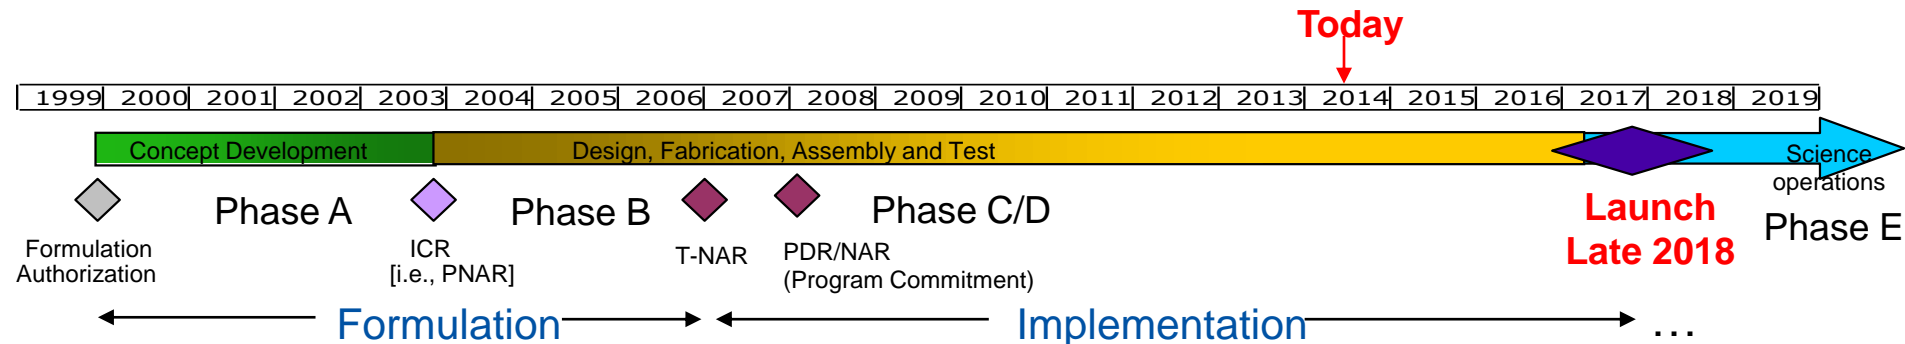 Today
1999 2000 2001 2002 2003 2004 2005 2006 2007 2008 2009 2010 2011 2012 2013 2014 2015 2016 2017 2018 2019
Concept Development
Design, Fabrication, Assembly and Test
Science
operations
Phase A
Phase B
Phase C/D
Launch
Late 2018
Phase E
Formulation
Authorization
ICR
[i.e., PNAR]
T-NAR
PDR/NAR
(Program Commitment)
Formulation
Implementation
...